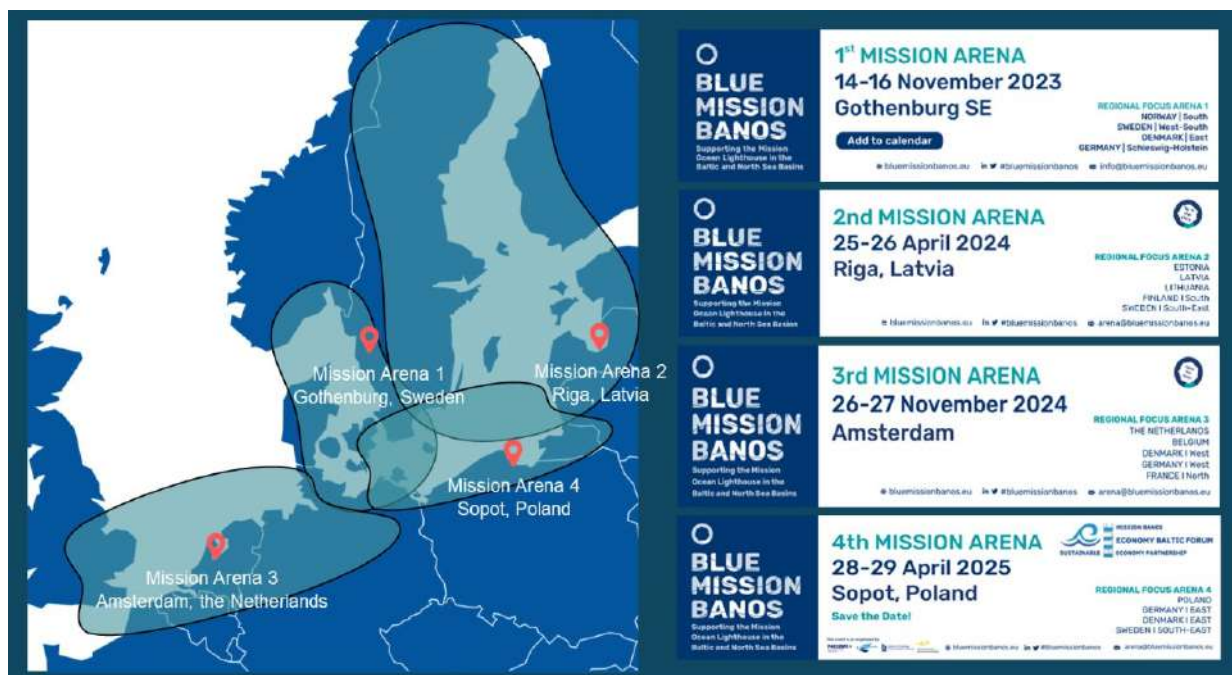 Mission Arena 1
Gothenburg, Sweden
Mission Arena 2
Riga, Latvia
Mission Arena 4
Sopot, Poland
Mission Arena 3
Amsterdam, the Netherlands
BLUE
MISSION
BANOS
Supporting the Mission
Ocean Lighthouse in the
Baltic and North Sea Basins
1st MISSION ARENA
14-16 November 2023
Gothenburg SE
Add to calendar
REGIONAL FOCUS ARENA 1
NORWAY | South
SWEDEN | West-South
DENMARK | East
GERMANY | Schleswig-Holstein
bluemissionbanos.eu
#bluemissionbanos
info@bluemissionbanos.eu
BLUE
MISSION
BANOS
Supporting the Mission
Ocean Lighthouse in the
Baltic and North Sea Basin
2nd MISSION ARENA
25-26 April 2024
Riga, Latvia
REGIONAL FOCUS ARENA 2
ESTONIA
LATVIA
LITHUANIA
FINLAND | South
SWEDEN | South-East
bluemissionbanos.eu
#bluemissionbanos
arena@bluemissionbanos.eu
BLUE
MISSION
BANOS
Supporting the Mission
Ocean Lighthouse in the
Baltic and North Sea Basins
3rd MISSION ARENA
26-27 November 2024
Amsterdam
REGIONAL FOCUS ARENA 3
THE NETHERLANDS
BELGIUM
DENMARK | West
GERMANY | West
FRANCE | North
bluemissionbanos.eu
#bluemissionbanos
arena@bluemissionbanos.eu
BLUE
MISSION
BANOS
Supporting the Mission
Ocean Lighthouse in the
Baltic and North Sea Basins
4th MISSION ARENA
28-29 April 2025
Sopot, Poland
Save the Date!
MISSION BANOS
ECONOMY BALTIC FORUM
SUSTAINABLE ECONOMY PARTNERSHIP
REGIONAL FOCUS ARENA 4
POLAND
GERMANY | EAST
DENMARK | EAST
SWEDEN | SOUTH-EAST
bluemissionbanos.eu
#bluemissionbanos
arena@bluemissionbanos.eu